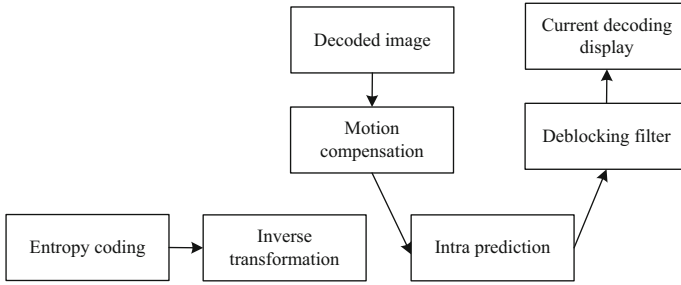 Decoded image
Current decoding
display
Motion
compensation
Deblocking filter
Entropy coding
Inverse
transformation
Intra prediction